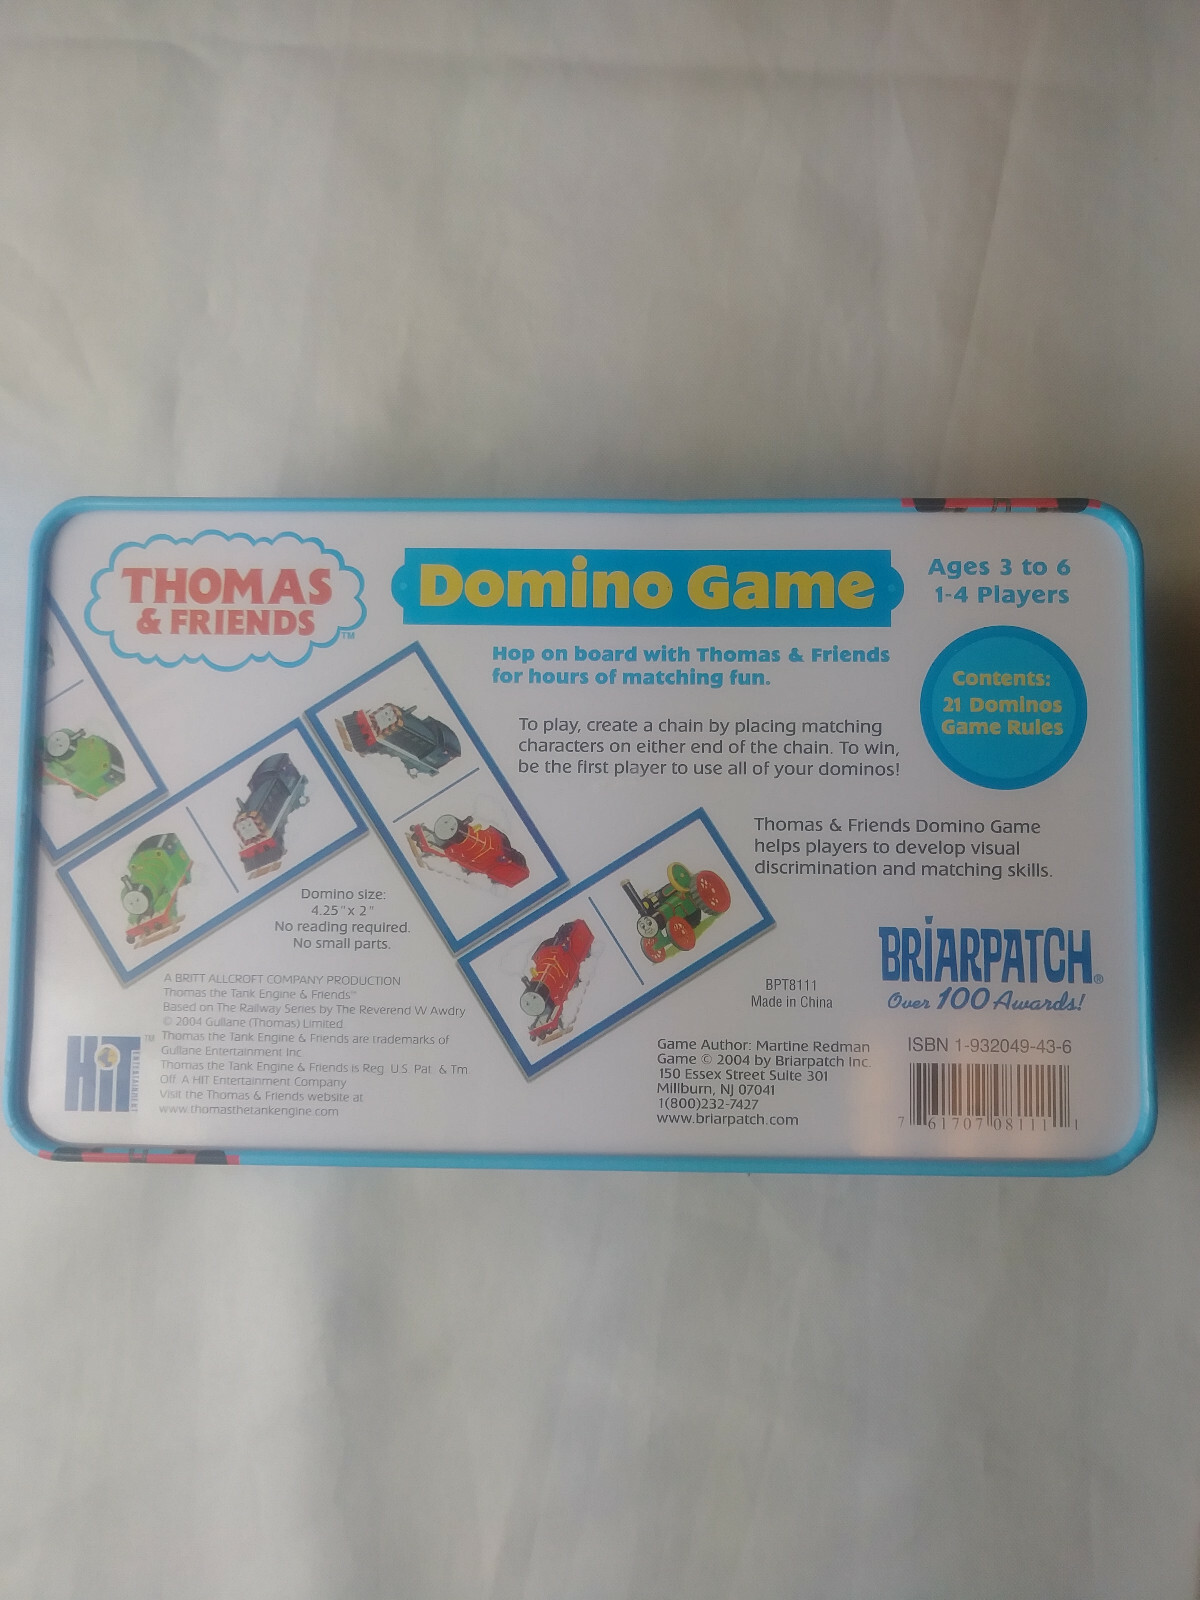 THOMAS
& FRIENDS™
Domino Game
Ages 3 to 6
1-4 Players
Hop on board with Thomas & Friends
for hours of matching fun.
Contents:
21 Dominos
Game Rules
To play, create a chain by placing matching
characters on either end of the chain. To win,
be the first player to use all of your dominos!
Thomas & Friends Domino Game
helps players to develop visual
discrimination and matching skills.
Domino size:
4.25"x 2"
No reading required.
No small parts.
BRIARPATCH®
Over 100 Awards!
BPT8111
Made in China
A BRITT ALLCROFT COMPANY PRODUCTION
Thomas the Tank Engine & Friends™
Based on The Railway Series by The Reverend W Awdry
© 2004 Gullane (Thomas) Limited
Thomas the Tank Engine & Friends are trademarks of
Gullane Entertainment Inc
Thomas the Tank Engine & Friends is Reg U.S. Pat & Tm
Off. A HIT Entertainment Company
Visit the Thomas & Friends website at
www.thomasthetankengine.com
HiT ENTERTAINMENT ™
Game Author: Martine Redman
Game © 2004 by Briarpatch Inc.
150 Essex Street Suite 301
Millburn, NJ 07041
1(800)232-7427
www.briarpatch.com
ISBN 1-932049-43-6
7 61707 08111 1